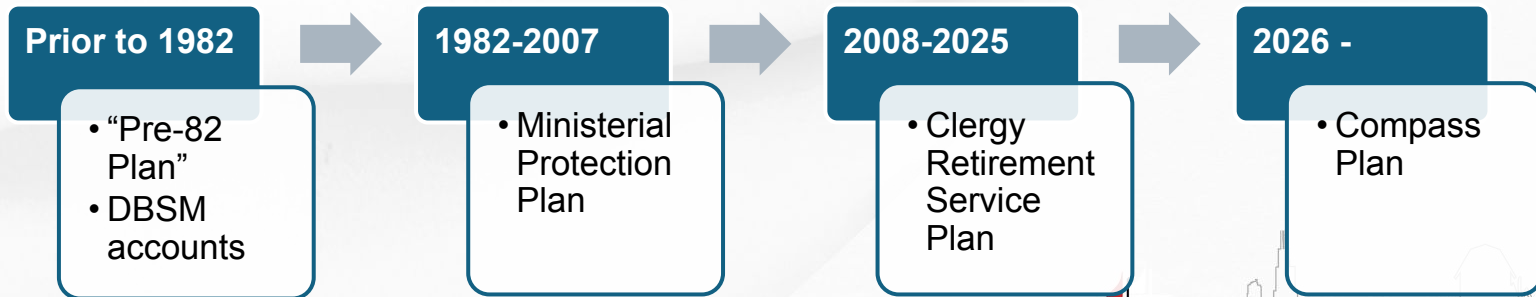 Prior to 1982
• “Pre-82
Plan”
• DBSM
accounts
1982-2007
• Ministerial
Protection
Plan
2008-2025
• Clergy
Retirement
Service
Plan
2026 -
• Compass
Plan